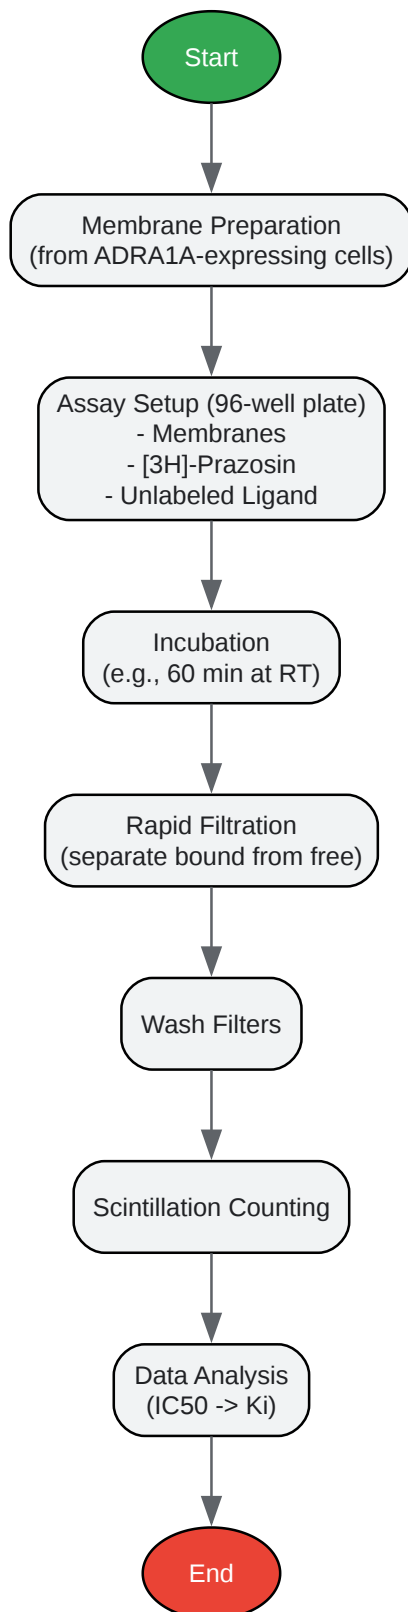 Start
Membrane Preparation
(from ADRA1A-expressing cells)
Assay Setup (96-well plate)
- Membranes
- [3H]-Prazosin
- Unlabeled Ligand
Incubation
(e.g., 60 min at RT)
Rapid Filtration
(separate bound from free)
Wash Filters
Scintillation Counting
Data Analysis
(IC50 -> Ki)
End